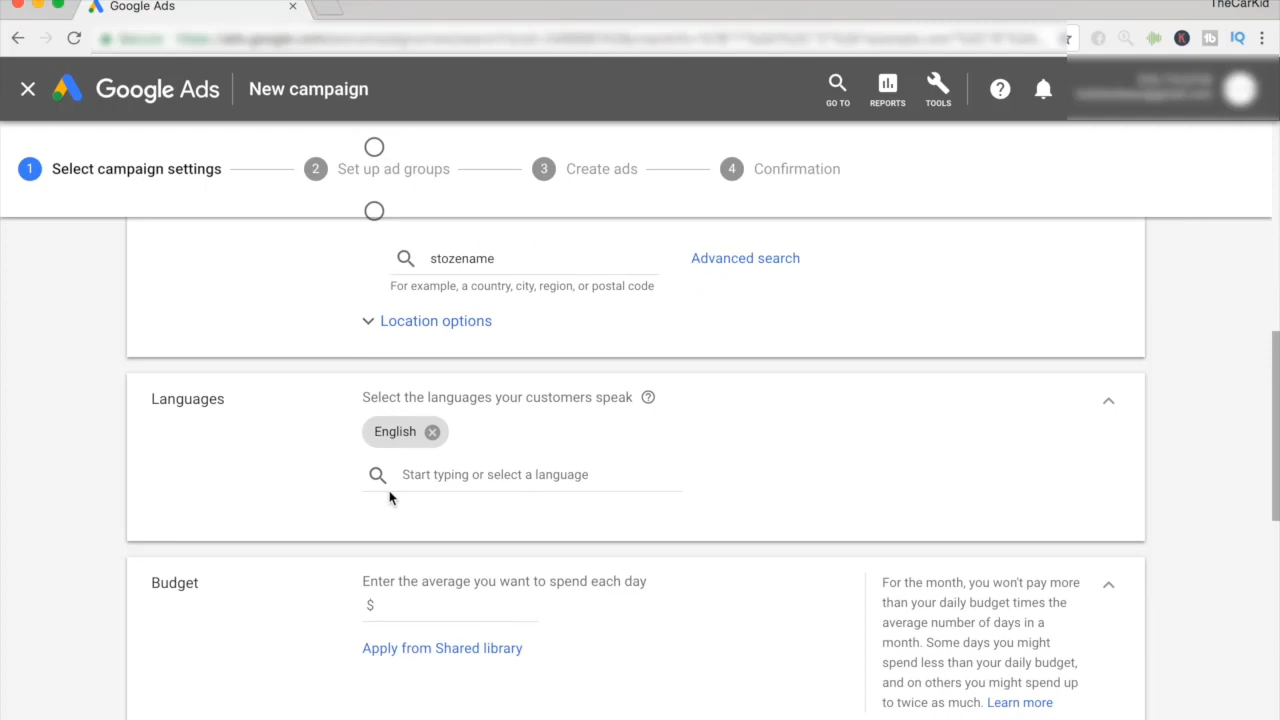 Google Ads
TheCarKid
Google Ads New campaign
GO TO REPORTS TOOLS
1 Select campaign settings 2 Set up ad groups 3 Create ads 4 Confirmation
stozename Advanced search
For example, a country, city, region, or postal code
Location options
Languages Select the languages your customers speak
English
Start typing or select a language
Budget Enter the average you want to spend each day
$
Apply from Shared library
For the month, you won't pay more
than your daily budget times the
average number of days in a
month. Some days you might
spend less than your daily budget,
and on others you might spend up
to twice as much. Learn more